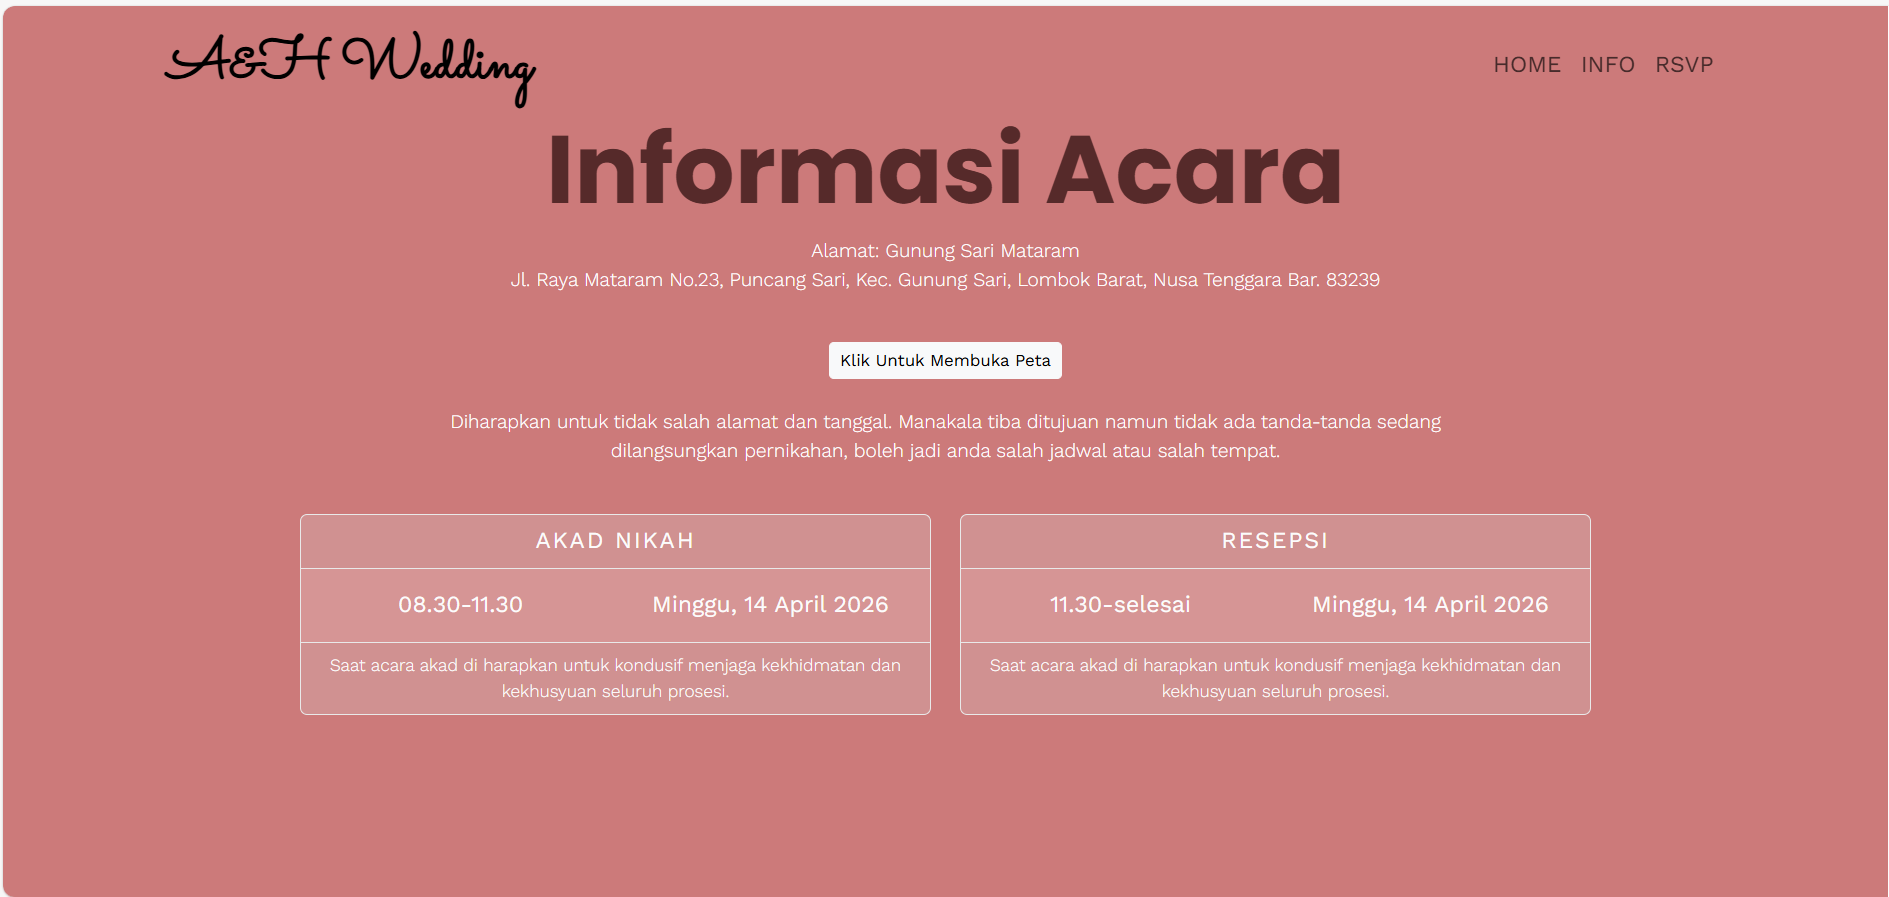 A&H Wedding
HOME INFO RSVP
Informasi Acara
Alamat: Gunung Sari Mataram
Jl. Raya Mataram No.23, Puncang Sari, Kec. Gunung Sari, Lombok Barat, Nusa Tenggara Bar. 83239
Klik Untuk Membuka Peta
Diharapkan untuk tidak salah alamat dan tanggal. Manakala tiba ditujuan namun tidak ada tanda-tanda sedang
dilangsungkan pernikahan, boleh jadi anda salah jadwal atau salah tempat.
AKAD NIKAH
08.30-11.30 Minggu, 14 April 2026
Saat acara akad di harapkan untuk kondusif menjaga kekhidmatan dan
kekhusyuan seluruh prosesi.
RESEPSI
11.30-selesai Minggu, 14 April 2026
Saat acara akad di harapkan untuk kondusif menjaga kekhidmatan dan
kekhusyuan seluruh prosesi.